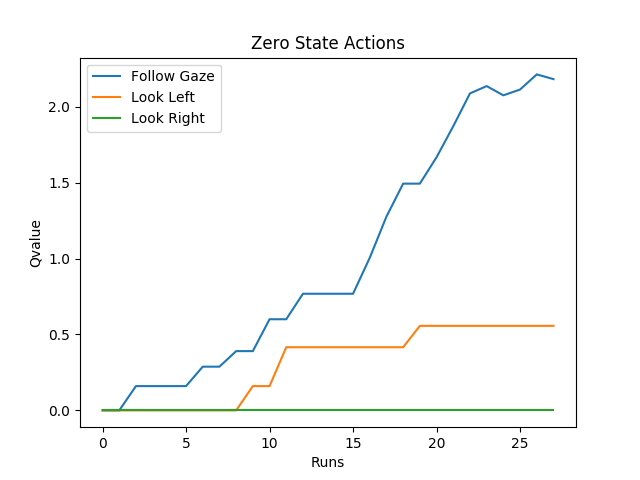 Zero State Actions
Follow Gaze
Look Left
Look Right
2.0
1.5
1.0
0.5
0.0
Qvalue
0 5 10 15 20 25
Runs